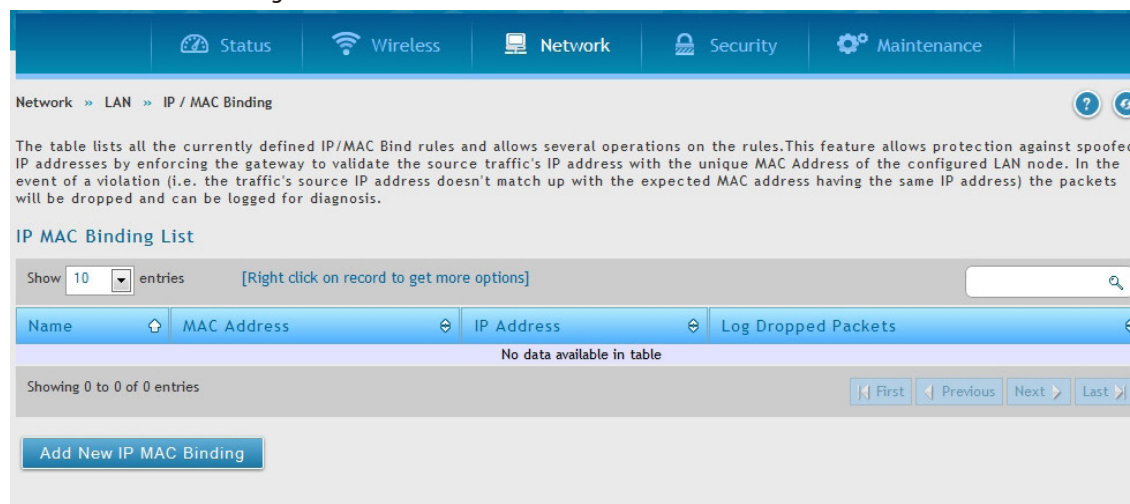 Status Wireless Network Security Maintenance
Network » LAN » IP / MAC Binding
The table lists all the currently defined IP/MAC Bind rules and allows several operations on the rules.This feature allows protection against spoofed
IP addresses by enforcing the gateway to validate the source traffic's IP address with the unique MAC Address of the configured LAN node. In the
event of a violation (i.e. the traffic's source IP address doesn't match up with the expected MAC address having the same IP address) the packets
will be dropped and can be logged for diagnosis.
IP MAC Binding List
Show 10 entries [Right click on record to get more options]
Name MAC Address IP Address Log Dropped Packets
No data available in table
Showing 0 to 0 of 0 entries First Previous Next Last
Add New IP MAC Binding